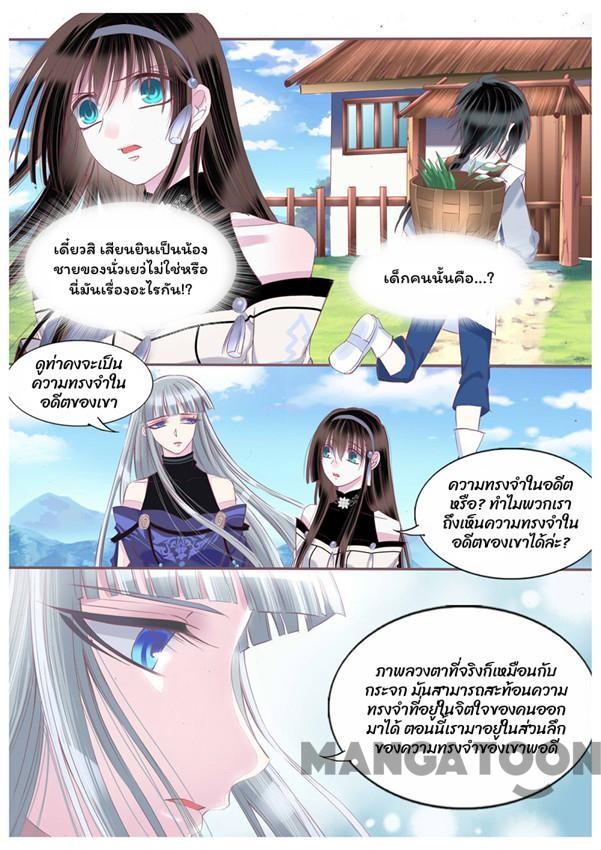 เดี๋ยวสิ เสียนยินเป็นน้อง
ชายของนั่วเยว่ไม่ใช่หรือ
นี่มันเรื่องอะไรกัน!?
เด็กคนนั้นคือ...?
ดูท่าคงจะเป็น
ความทรงจำใน
อดีตของเขา
ความทรงจำในอดีต
หรือ? ทำไมพวกเรา
ถึงเห็นความทรงจำใน
อดีตของเขาได้ล่ะ?
ภาพลวงตาที่จริงก็เหมือนกับ
กระจก มันสามารถสะท้อนความ
ทรงจำที่อยู่ในจิตใจของคนออก
มาได้ ตอนนี้เรามาอยู่ในส่วนลึก
ของความทรงจำของเขาพอดี
MANGATOON